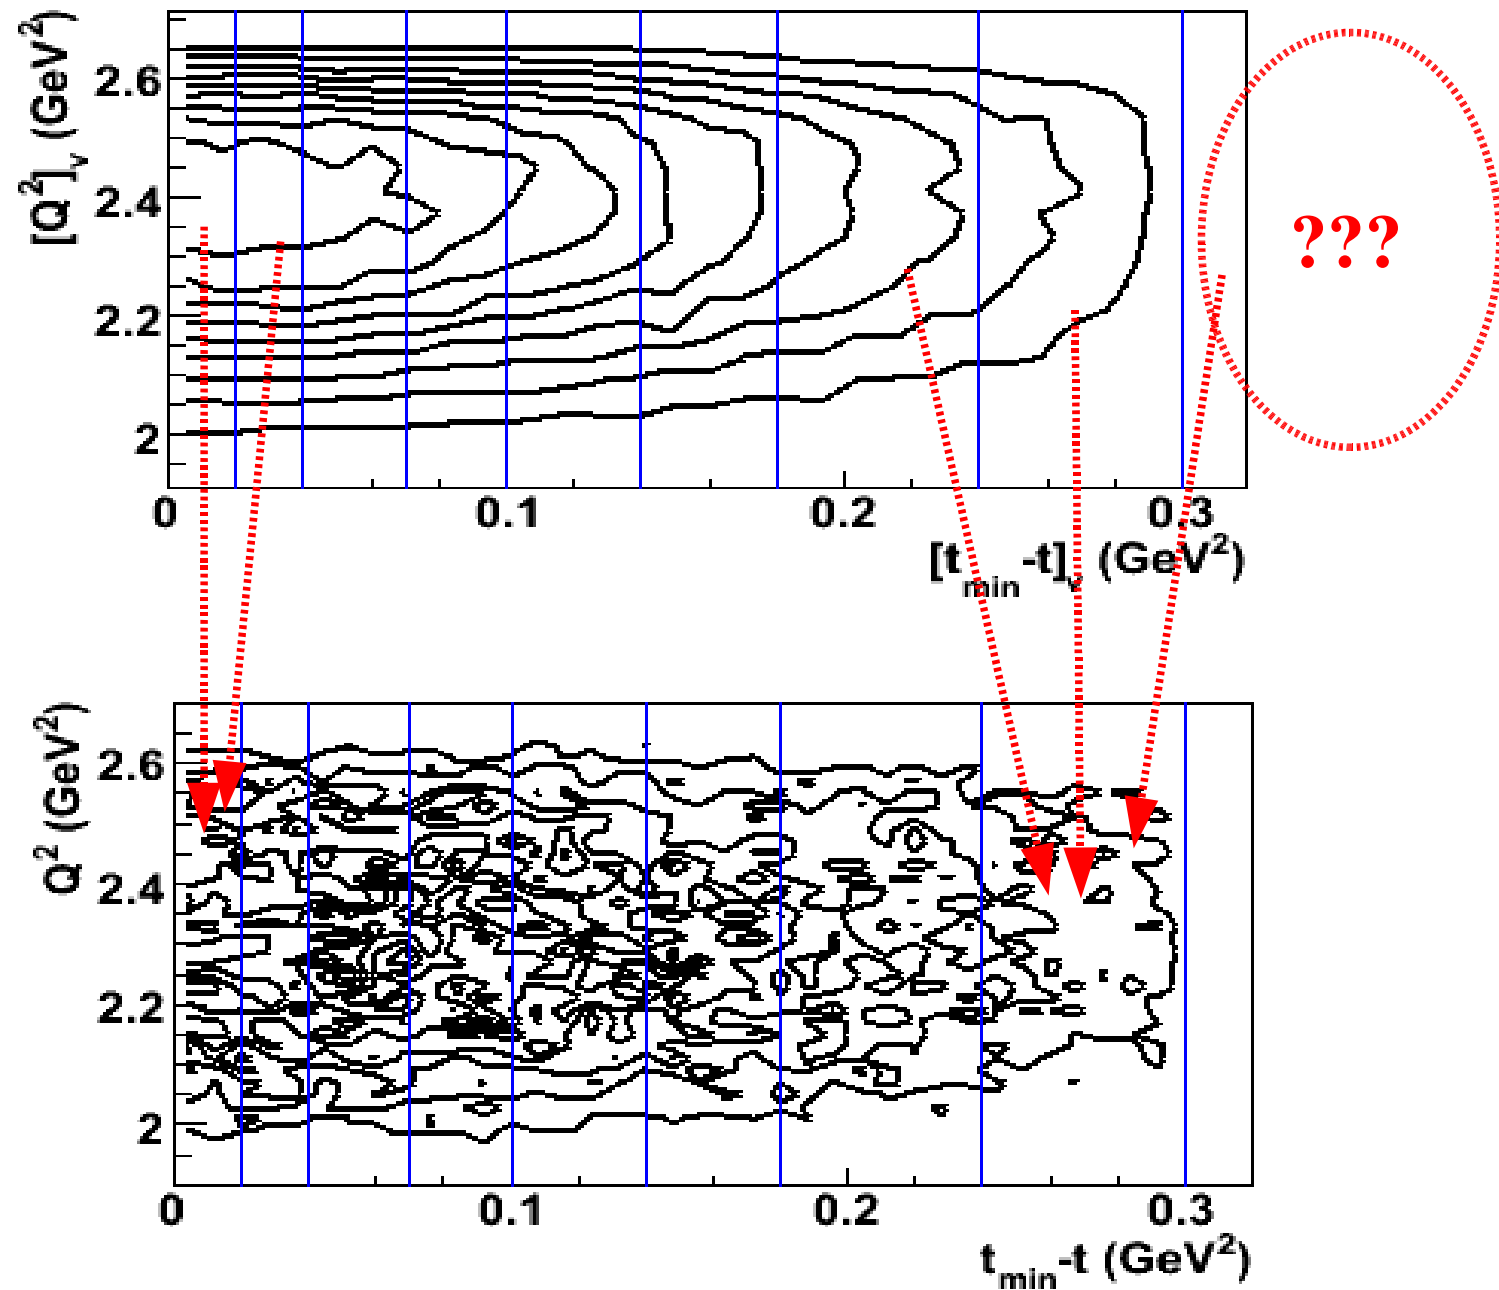 [Q²]ᵥ (GeV²)
2.6
2.4
2.2
2
0 0.1 0.2 0.3
[t_min-t]ᵥ (GeV²)
???
Q² (GeV²)
2.6
2.4
2.2
2
0 0.1 0.2 0.3
t_min-t (GeV²)